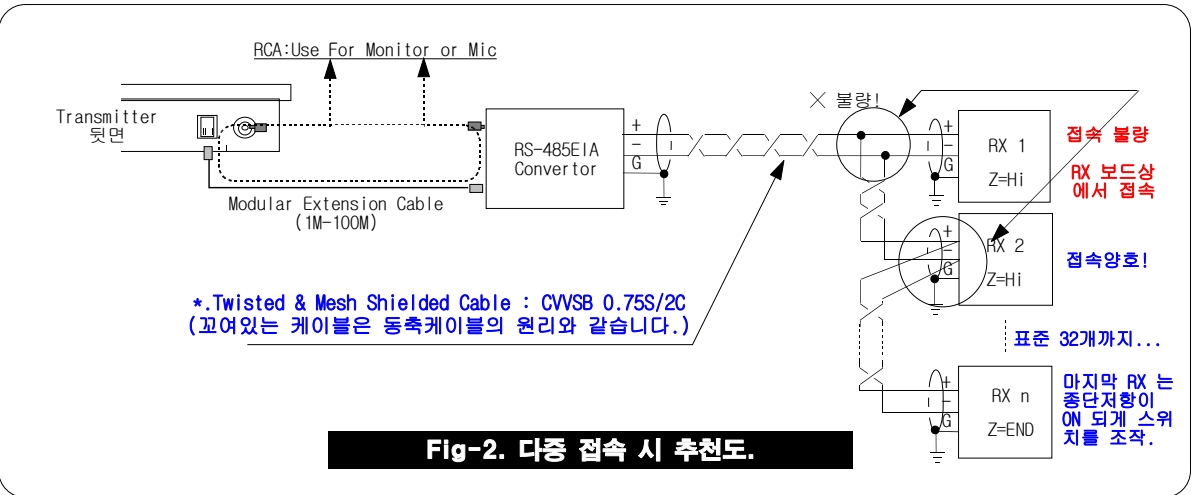 RCA:Use For Monitor or Mic
Transmitter
뒷면
Modular Extension Cable
(1M-100M)
RS-485EIA
Convertor
+
-
G
× 불량!
+
-
G
RX 1
Z=Hi
접속 불량
RX 보드상
에서 접속
+
-
G
RX 2
Z=Hi
접속양호!
*.Twisted & Mesh Shielded Cable : CVVSB 0.75S/2C
(꼬여있는 케이블은 동축케이블의 원리와 같습니다.)
표준 32개까지...
+
-
G
RX n
Z=END
마지막 RX 는
종단저항이
ON 되게 스위
치를 조작.
Fig-2. 다중 접속 시 추천도.